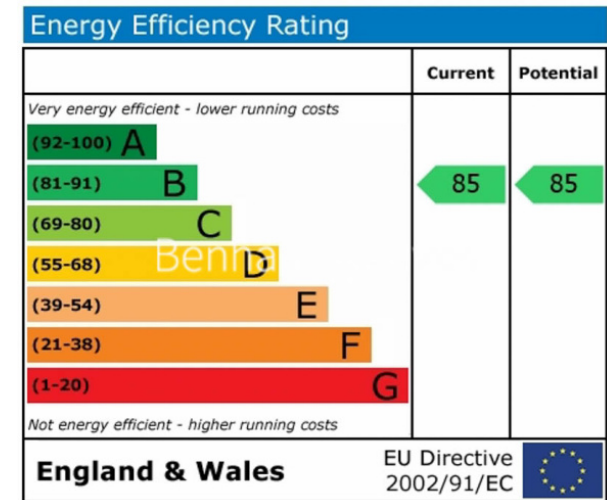 Energy Efficiency Rating
Current Potential
Very energy efficient - lower running costs
(92-100) A
(81-91) B 85 85
(69-80) C
(55-68) D
(39-54) E
(21-38) F
(1-20) G
Not energy efficient - higher running costs
England & Wales
EU Directive
2002/91/EC